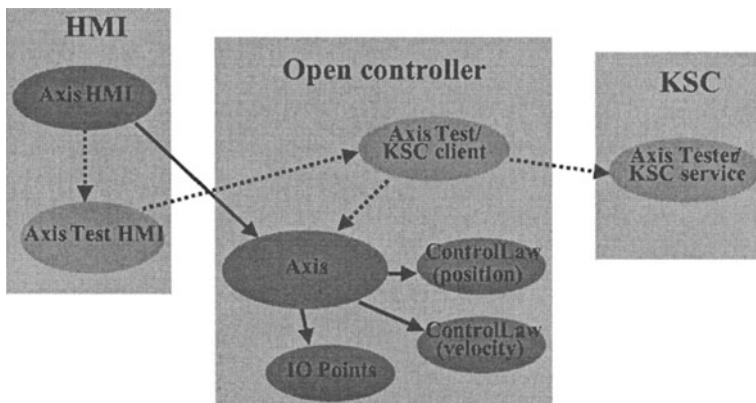 HMI
Axis HMI
Axis Test HMI
Open controller
Axis Test/
KSC client
Axis
ControlLaw
(position)
ControlLaw
(velocity)
IO Points
KSC
Axis Tester/
KSC service